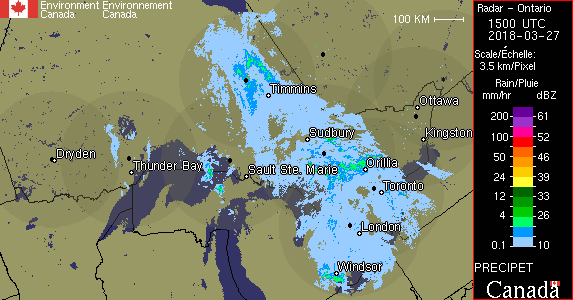 Environment Environnement
Canada Canada
100 KM
Timmins
Ottawa
Sudbury
Kingston
Dryden
Thunder Bay
Sault Ste. Marie
Orillia
Toronto
London
Windsor
Radar - Ontario
1500 UTC
2018-03-27
Scale/Échelle:
3.5 km/Pixel
Rain/Pluie
mm/hr dBZ
200 61
100 52
50 46
24 39
12 33
4 26
0.1 10
PRECIPET
Canada